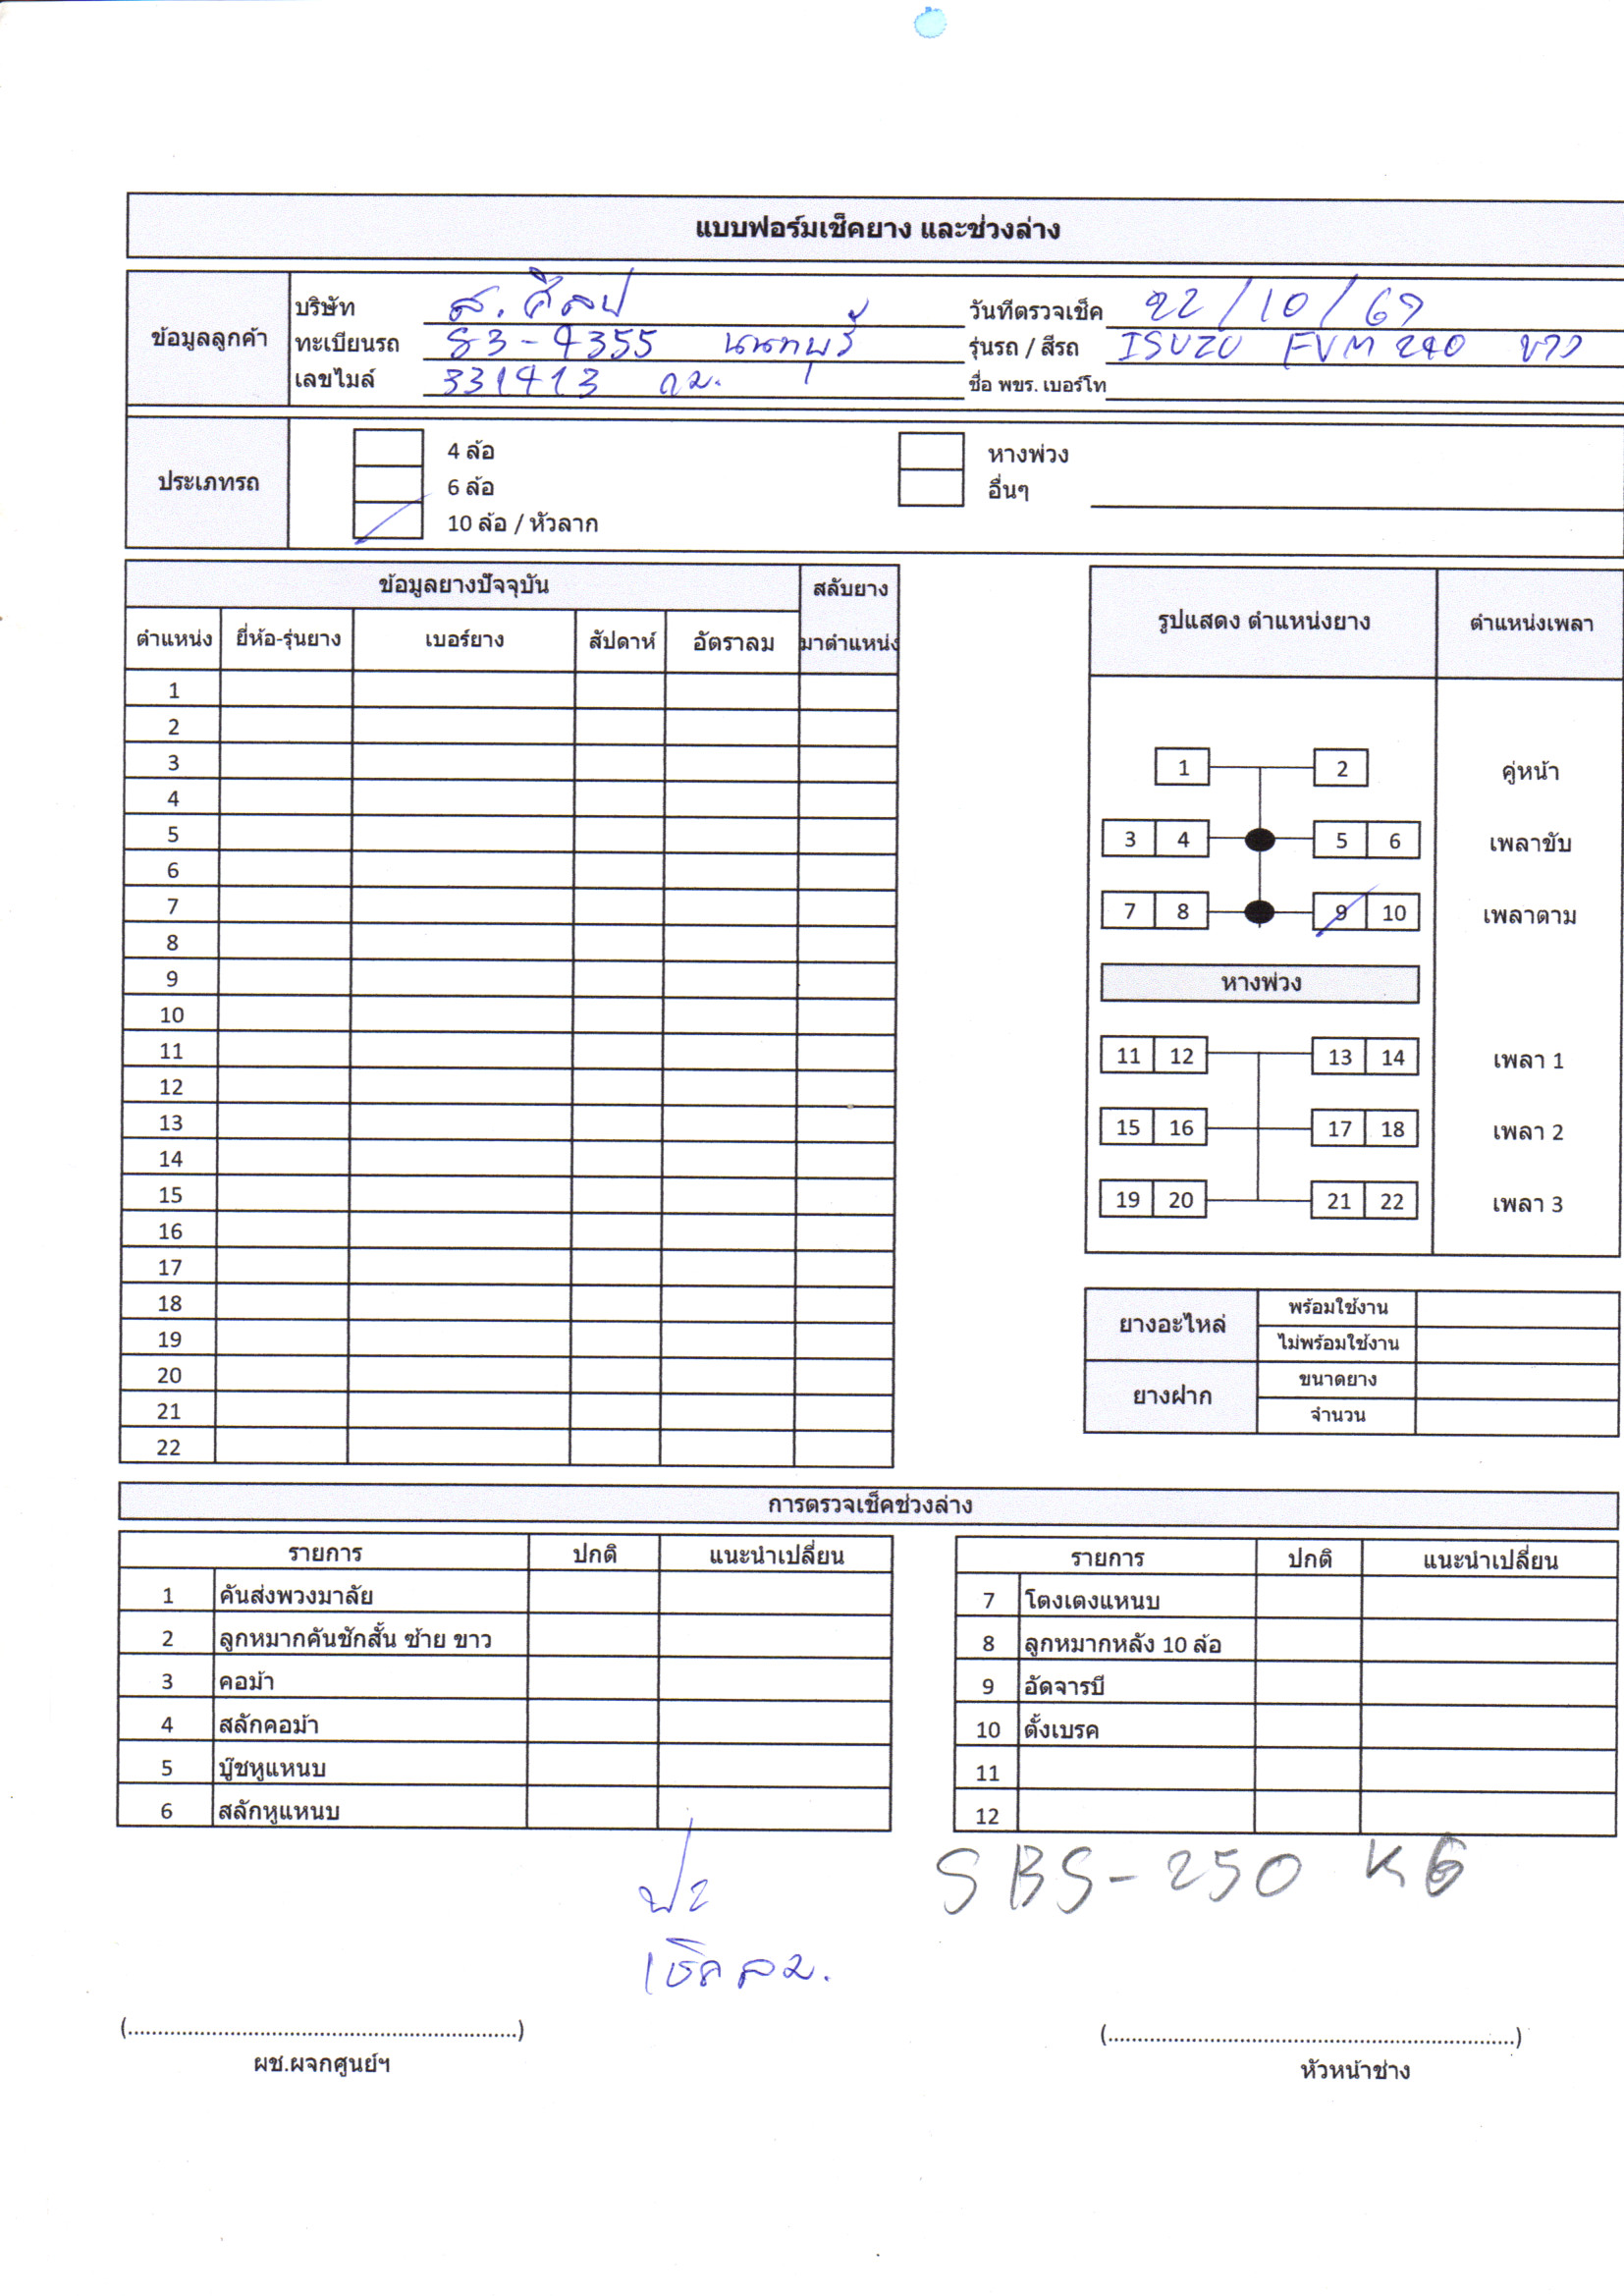 แบบฟอร์มเช็คยาง และช่วงล่าง
ข้อมูลลูกค้า
บริษัท ส.ศิลป วันที่ตรวจเช็ค 22/10/67
ทะเบียนรถ 83-4355 นนทบุรี รุ่นรถ / สีรถ ISUZU FVM 240 ขาว
เลขไมล์ 331413 กม. ชื่อ พขร. เบอร์โท
ประเภทรถ
4 ล้อ หางพ่วง
6 ล้อ อื่นๆ
10 ล้อ / หัวลาก
ข้อมูลยางปัจจุบัน สลับยาง
ตำแหน่ง ยี่ห้อ-รุ่นยาง เบอร์ยาง สัปดาห์ อัตราลม มาตำแหน่ง
1
2
3
4
5
6
7
8
9
10
11
12
13
14
15
16
17
18
19
20
21
22
รูปแสดง ตำแหน่งยาง ตำแหน่งเพลา
1 2 คู่หน้า
3 4 5 6 เพลาขับ
7 8 9 10 เพลาตาม
หางพ่วง
11 12 13 14 เพลา 1
15 16 17 18 เพลา 2
19 20 21 22 เพลา 3
ยางอะไหล่ พร้อมใช้งาน
ไม่พร้อมใช้งาน
ยางฝาก ขนาดยาง
จำนวน
การตรวจเช็คช่วงล่าง
รายการ ปกติ แนะนำเปลี่ยน
1 คันส่งพวงมาลัย
2 ลูกหมากคันชักสั้น ซ้าย ขาว
3 คอม้า
4 สลักคอม้า
5 บู๊ชหูแหนบ
6 สลักหูแหนบ
รายการ ปกติ แนะนำเปลี่ยน
7 โตงเตงแหนบ
8 ลูกหมากหลัง 10 ล้อ
9 อัดจารบี
10 ตั้งเบรค
11
12
ปะ SBS-250 KG
เช็คลม.
(.................................................................)
ผช.ผจกศูนย์ฯ
(....................................................................)
หัวหน้าช่าง